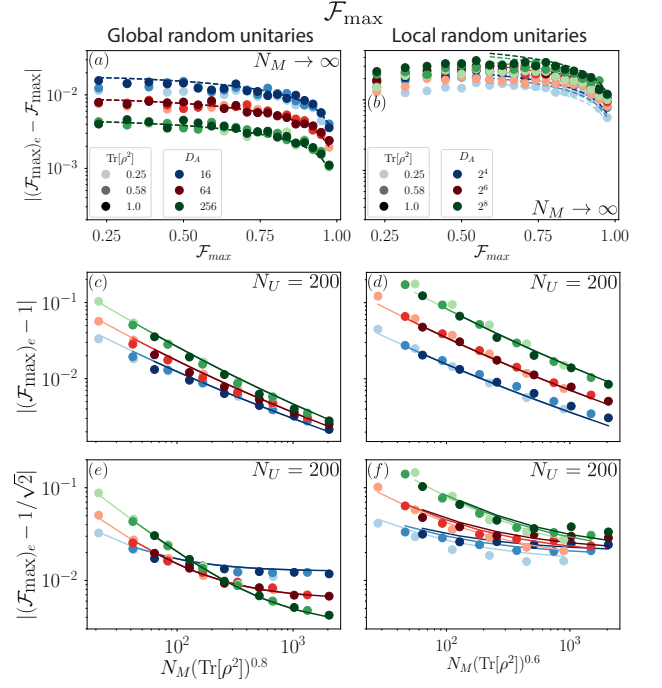 𝓕max
Global random unitaries
Local random unitaries
|(𝓕max)e − 𝓕max|
(a)
N_M → ∞
10⁻²
10⁻³
Tr[ρ²]
0.25
0.58
1.0
D_A
16
64
256
0.25
0.50
0.75
1.00
𝓕max
(b)
Tr[ρ²]
0.25
0.58
1.0
D_A
2⁴
2⁶
2⁸
N_M → ∞
0.25
0.50
0.75
1.00
𝓕max
|(𝓕max)e − 1|
(c)
N_U = 200
10⁻¹
10⁻²
(d)
N_U = 200
|(𝓕max)e − 1/√2|
(e)
N_U = 200
10⁻¹
10⁻²
10²
10³
N_M(Tr[ρ²])^0.8
(f)
N_U = 200
10²
10³
N_M(Tr[ρ²])^0.6